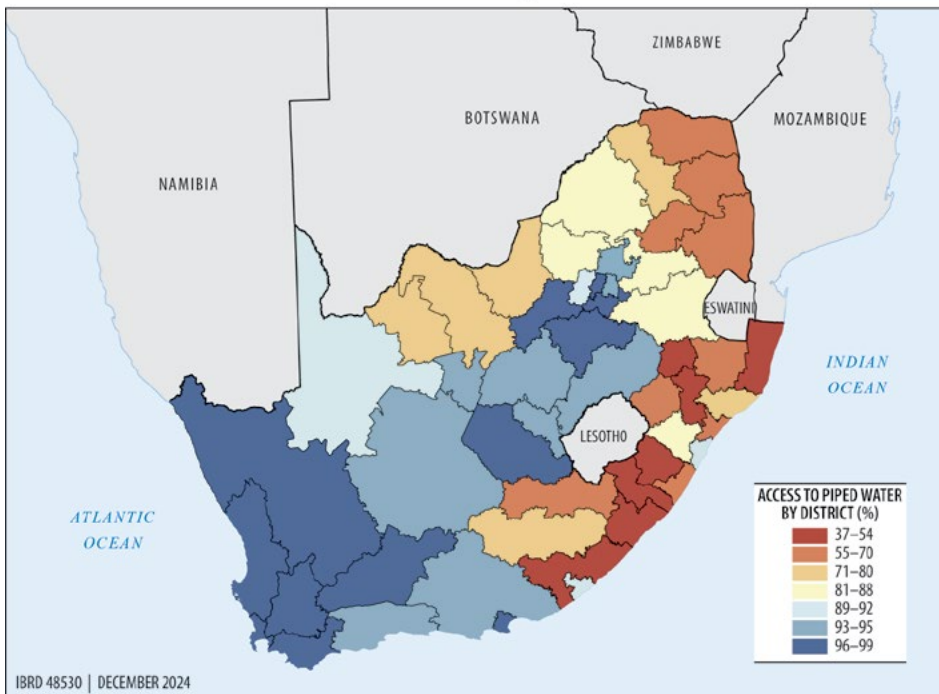 ZIMBABWE
BOTSWANA
MOZAMBIQUE
NAMIBIA
ESWATINI
INDIAN
OCEAN
LESOTHO
ATLANTIC
OCEAN
ACCESS TO PIPED WATER
BY DISTRICT (%)
37–54
55–70
71–80
81–88
89–92
93–95
96–99
IBRD 48530 | DECEMBER 2024